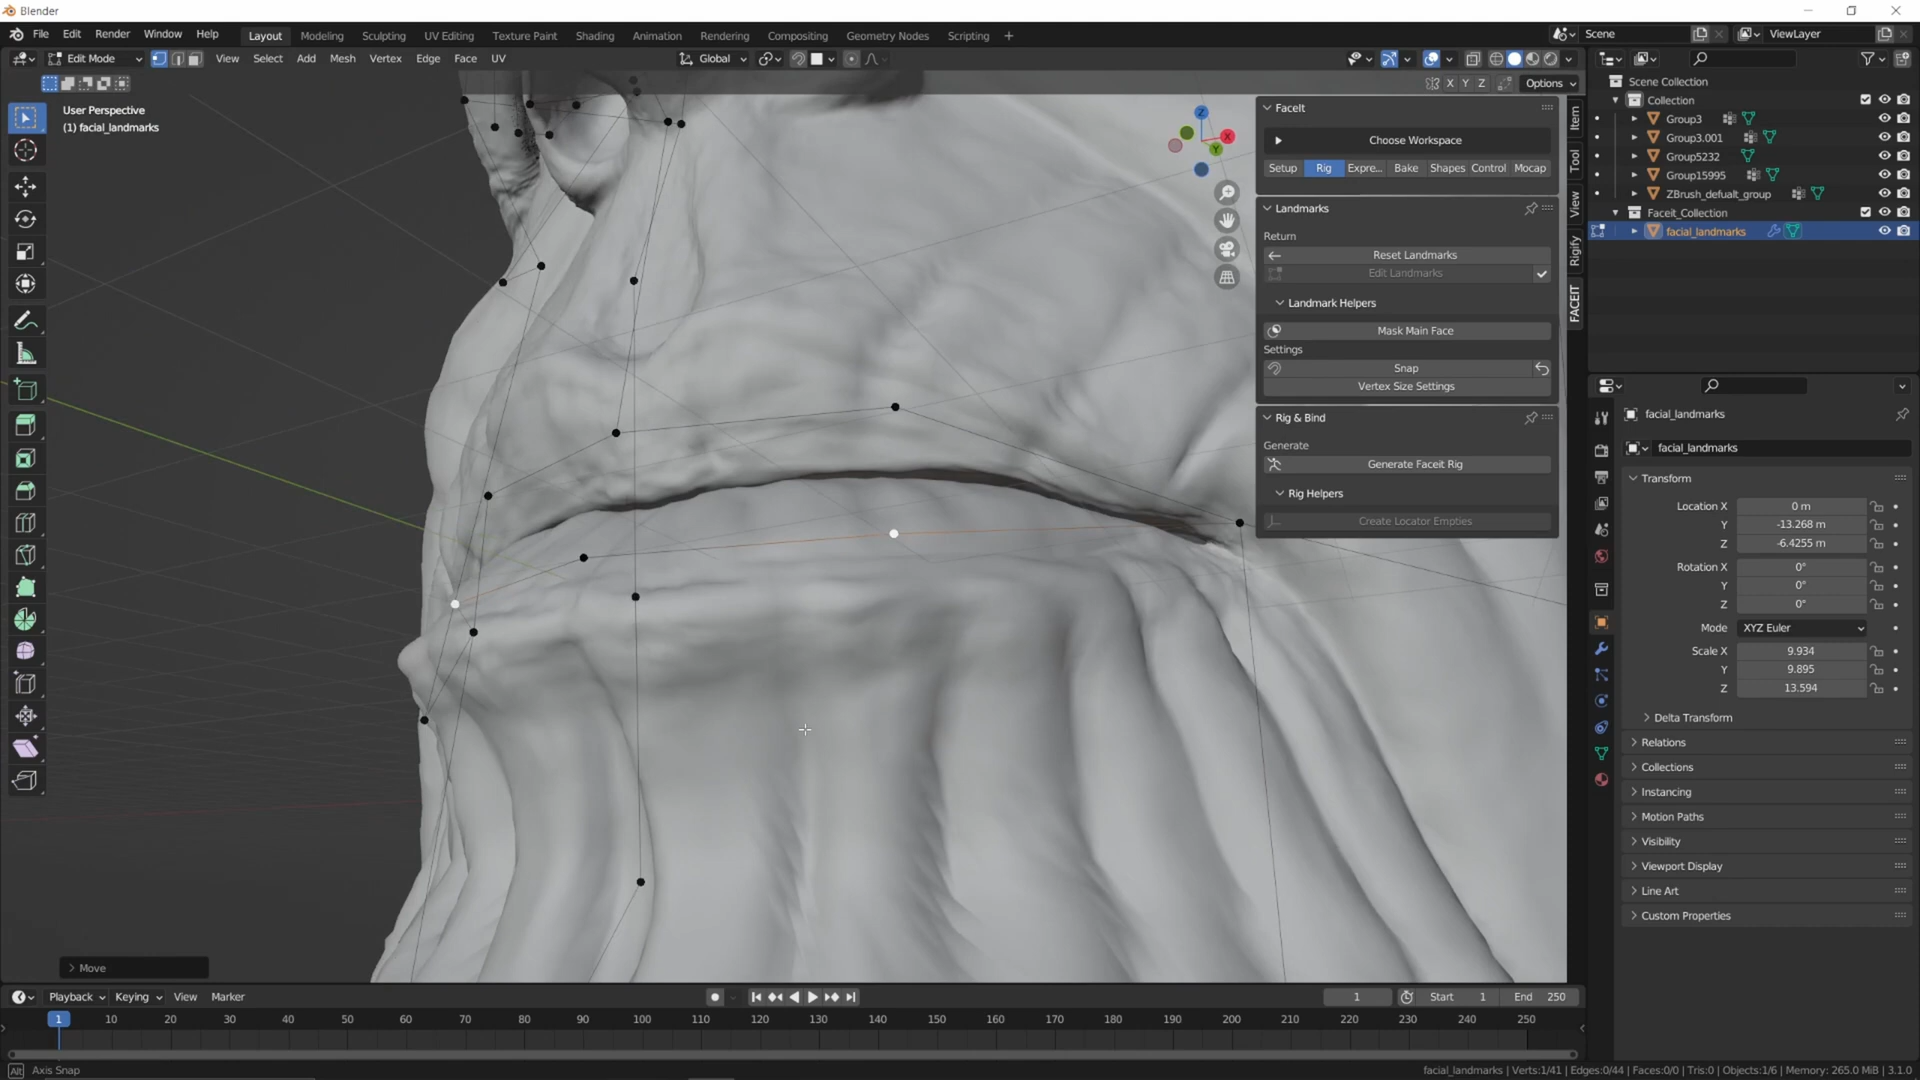 Blender
File Edit Render Window Help Layout Modeling Sculpting UV Editing Texture Paint Shading Animation Rendering Compositing Geometry Nodes Scripting
Scene
ViewLayer
Edit Mode View Select Add Mesh Vertex Edge Face UV
Global
X Y Z
Options
User Perspective
(1) facial_landmarks
Z
X
Y
FaceIt
Choose Workspace
Setup Rig Expre... Bake Shapes Control Mocap
Landmarks
Return
Reset Landmarks
Edit Landmarks
Landmark Helpers
Mask Main Face
Settings
Snap
Vertex Size Settings
Rig & Bind
Generate
Generate Faceit Rig
Rig Helpers
Create Locator Empties
Item
Tool
View
Rigify
FACEIT
Scene Collection
Collection
Group3
Group3.001
Group5232
Group15995
ZBrush_defualt_group
Faceit_Collection
facial_landmarks
facial_landmarks
facial_landmarks
Transform
Location X 0 m
Y -13.268 m
Z -6.4255 m
Rotation X 0°
Y 0°
Z 0°
Mode XYZ Euler
Scale X 9.934
Y 9.895
Z 13.594
Delta Transform
Relations
Collections
Instancing
Motion Paths
Visibility
Viewport Display
Line Art
Custom Properties
Move
Playback Keying View Marker
1 Start 1 End 250
1 10 20 30 40 50 60 70 80 90 100 110 120 130 140 150 160 170 180 190 200 210 220 230 240 250
Alt Axis Snap
facial_landmarks | Verts:1/41 | Edges:0/44 | Faces:0/0 | Tris:0 | Objects:1/6 | Memory: 265.0 MiB | 3.1.0